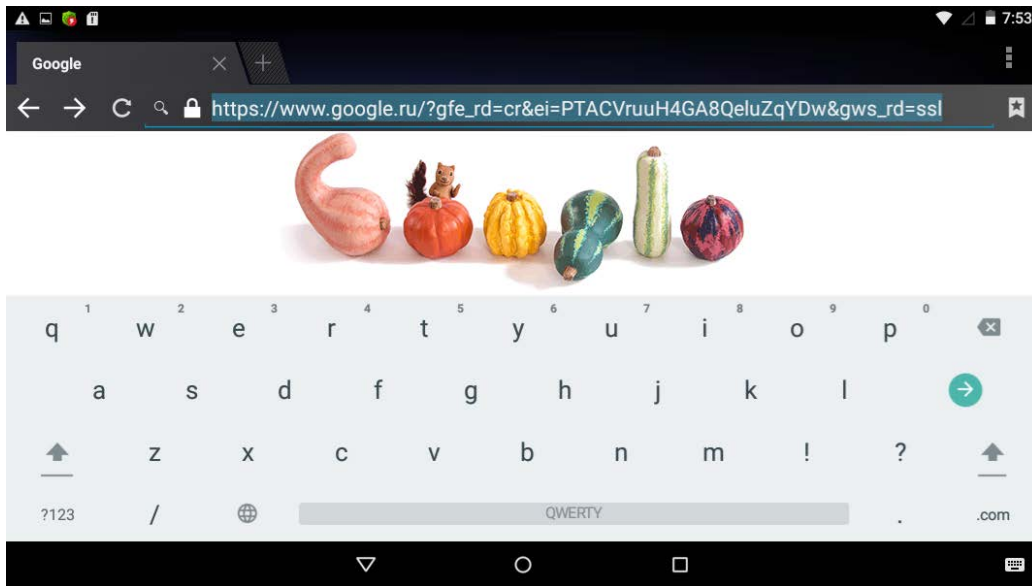 7:53
Google
https://www.google.ru/?gfe_rd=cr&ei=PTACVruuH4GA8QeluZqYDw&gws_rd=ssl
1 2 3 4 5 6 7 8 9 0
q w e r t y u i o p
a s d f g h j k l
z x c v b n m ! ?
?123 / QWERTY . .com